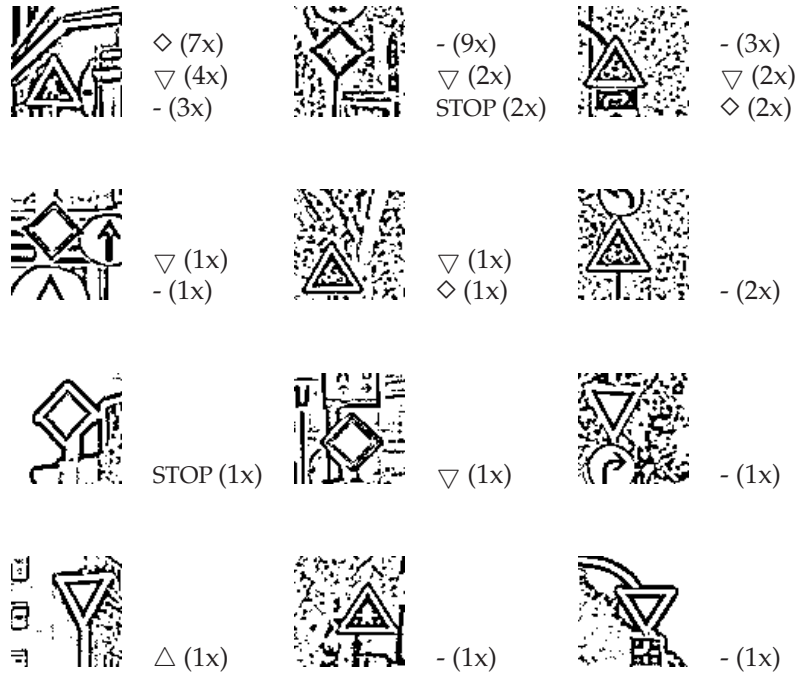 ◇ (7x)
▽ (4x)
- (3x)
- (9x)
▽ (2x)
STOP (2x)
- (3x)
▽ (2x)
◇ (2x)
▽ (1x)
- (1x)
▽ (1x)
◇ (1x)
- (2x)
STOP (1x)
▽ (1x)
- (1x)
△ (1x)
- (1x)
- (1x)